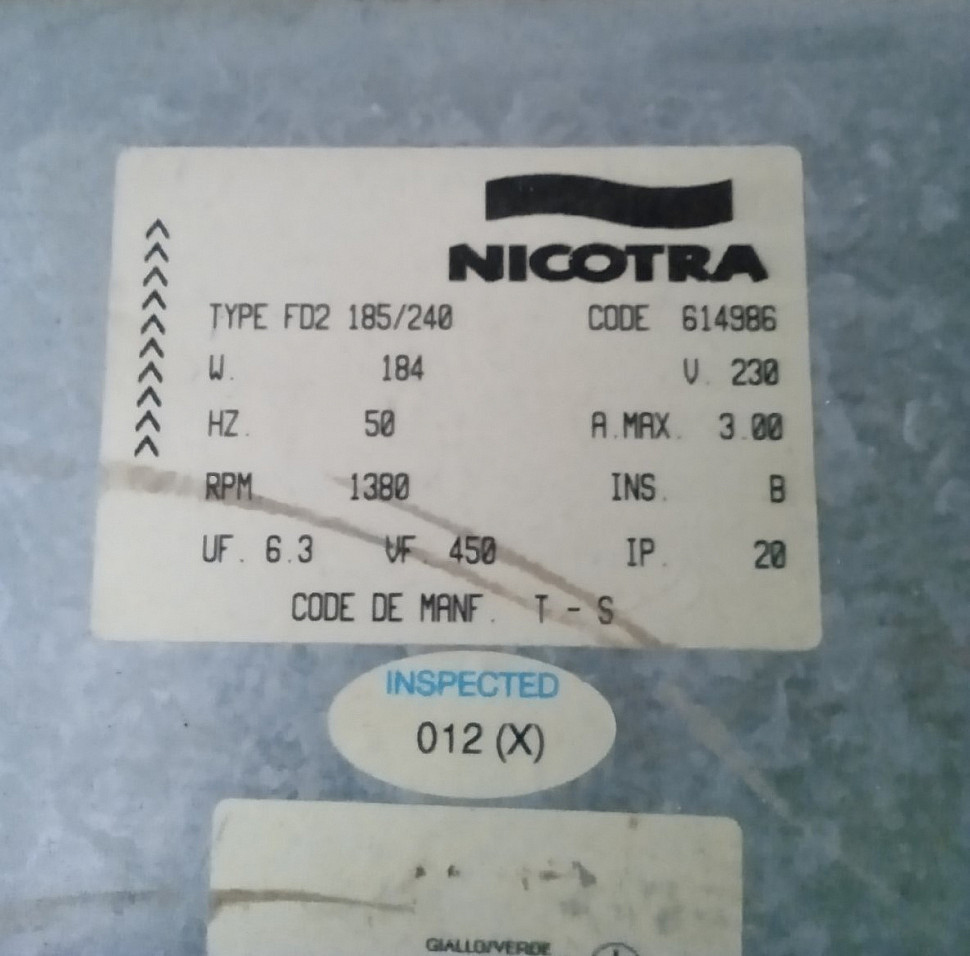 NICOTRA
TYPE FD2 185/240 CODE 614986
W. 184 V. 230
HZ. 50 A.MAX. 3.00
RPM 1380 INS. B
UF. 6.3 VF. 450 IP. 20
CODE DE MANF. T - S
INSPECTED
012 (X)
GIALLO/VERDE